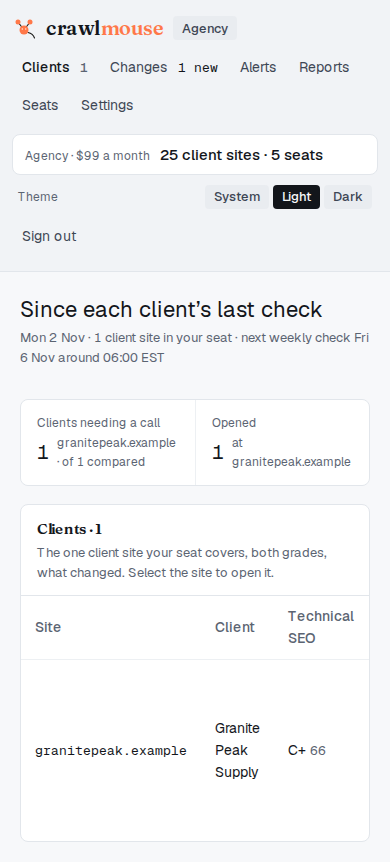 crawlmouse Agency
Clients 1 Changes 1 new Alerts Reports
Seats Settings
Agency · $99 a month 25 client sites · 5 seats
Theme System Light Dark
Sign out
Since each client's last check
Mon 2 Nov · 1 client site in your seat · next weekly check Fri
6 Nov around 06:00 EST
Clients needing a call
1 granitepeak.example
· of 1 compared
Opened
1 at
granitepeak.example
Clients · 1
The one client site your seat covers, both grades,
what changed. Select the site to open it.
Site Client Technical
SEO
granitepeak.example Granite
Peak
Supply C+ 66